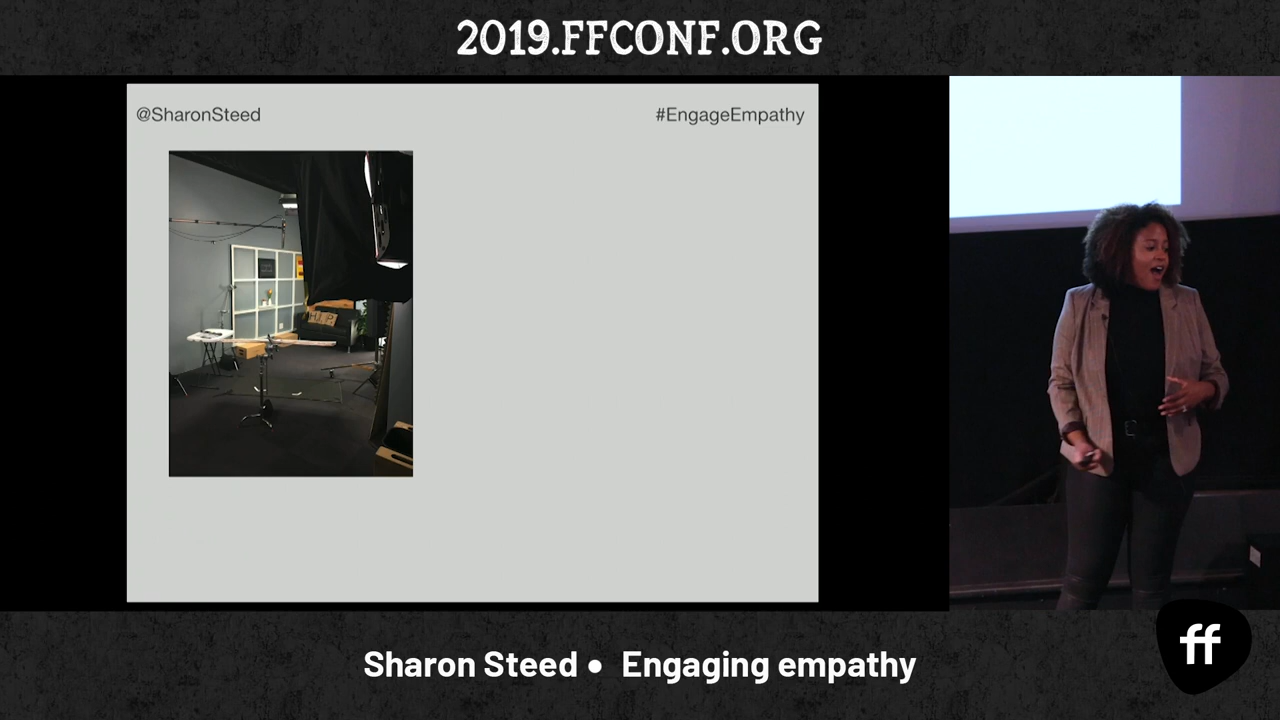 2019.FFCONF.ORG
@SharonSteed
#EngageEmpathy
H.I.P.
Sharon Steed • Engaging empathy
ff